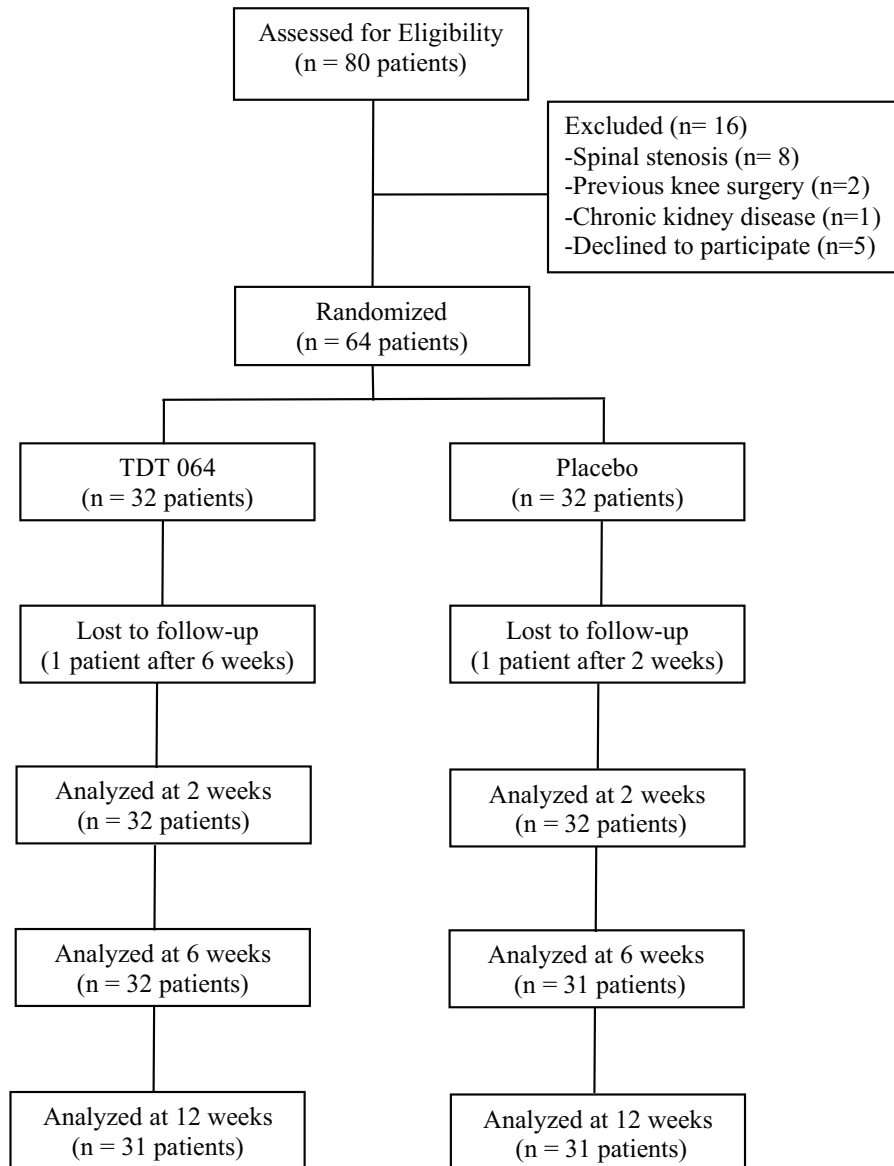 Assessed for Eligibility
(n = 80 patients)
Excluded (n= 16)
-Spinal stenosis (n= 8)
-Previous knee surgery (n=2)
-Chronic kidney disease (n=1)
-Declined to participate (n=5)
Randomized
(n = 64 patients)
TDT 064
(n = 32 patients)
Placebo
(n = 32 patients)
Lost to follow-up
(1 patient after 6 weeks)
Lost to follow-up
(1 patient after 2 weeks)
Analyzed at 2 weeks
(n = 32 patients)
Analyzed at 2 weeks
(n = 32 patients)
Analyzed at 6 weeks
(n = 32 patients)
Analyzed at 6 weeks
(n = 31 patients)
Analyzed at 12 weeks
(n = 31 patients)
Analyzed at 12 weeks
(n = 31 patients)